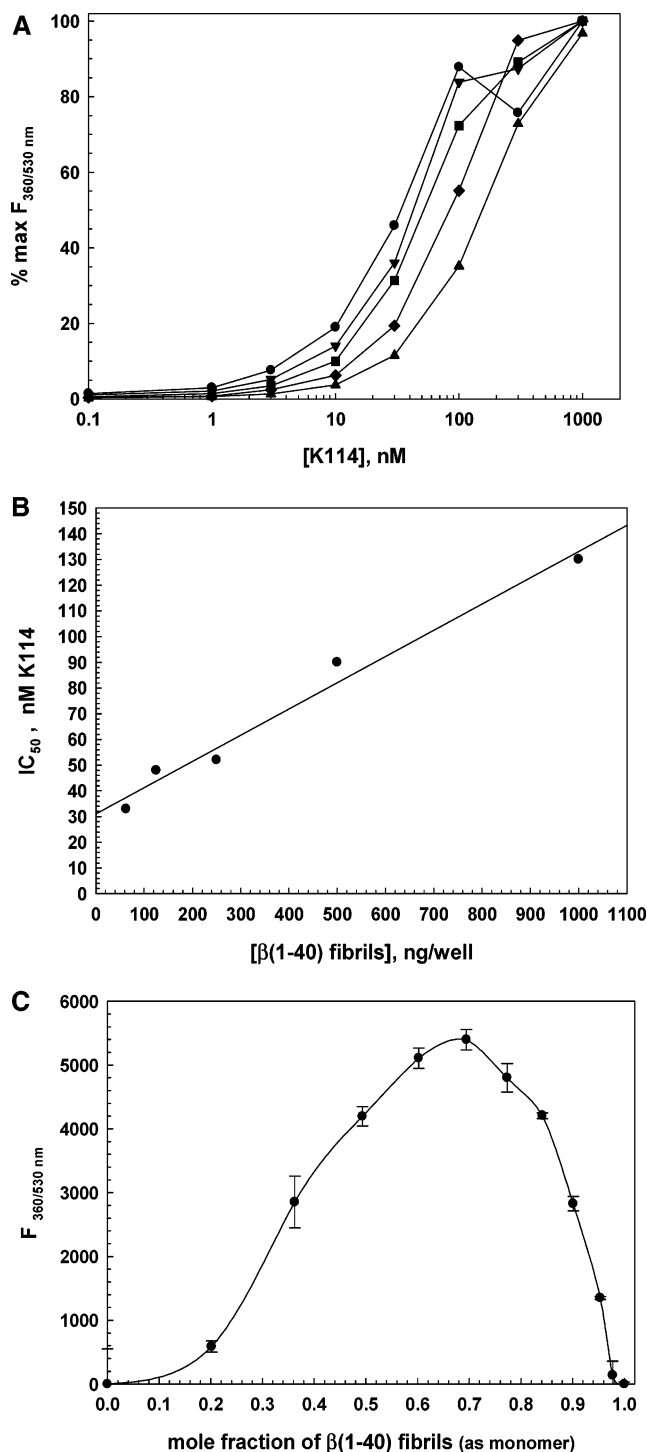 A
% max F360/530 nm
100
80
60
40
20
0
0.1 1 10 100 1000
[K114], nM
B
IC50 , nM K114
150
140
130
120
110
100
90
80
70
60
50
40
30
20
10
0
0 100 200 300 400 500 600 700 800 900 1000 1100
[β(1-40) fibrils], ng/well
C
F 360/530 nm
6000
5000
4000
3000
2000
1000
0
0.0 0.1 0.2 0.3 0.4 0.5 0.6 0.7 0.8 0.9 1.0
mole fraction of β(1-40) fibrils (as monomer)